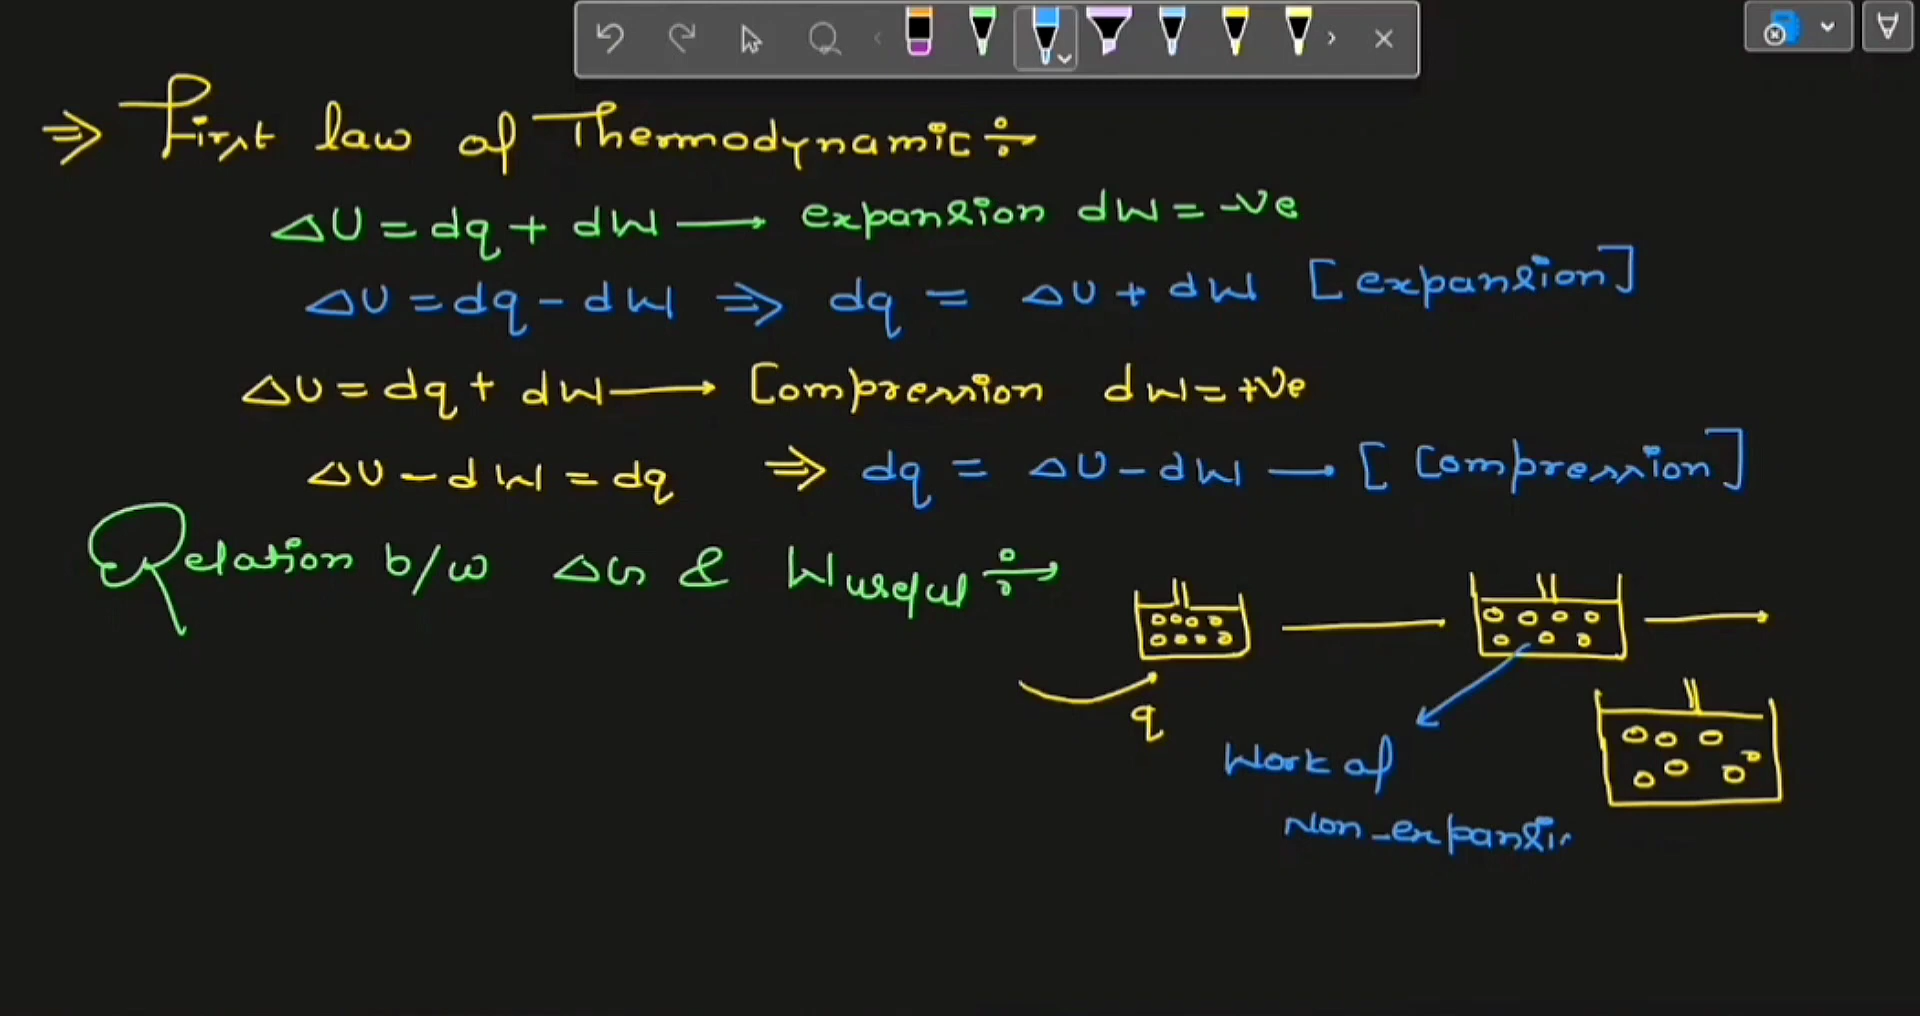 ⇒ First law of Thermodynamic ÷
ΔU = dq + dW → expansion dW = -ve
ΔU = dq - dW ⇒ dq = ΔU + dW [expansion]
ΔU = dq + dW → Compression dW = +ve
ΔU - dW = dq ⇒ dq = ΔU - dW → [Compression]
Relation b/w ΔG & Wuseful ÷→
q
Work of
Non-expansi